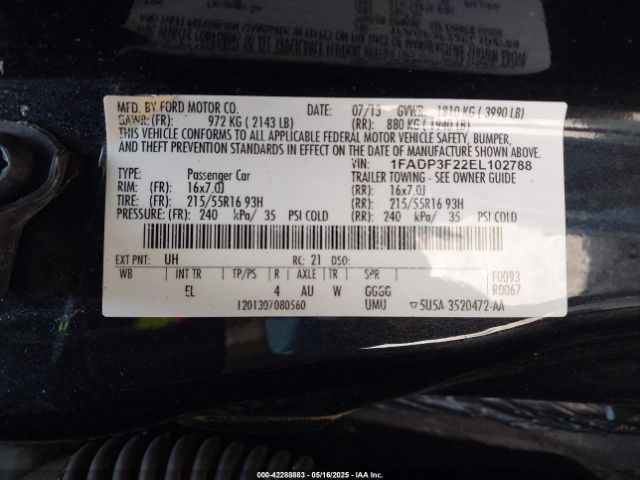 MFD. BY FORD MOTOR CO. DATE: 07/13 GVWR: 1810 KG ( 3990 LB)
GAWR: (FR): 972 KG ( 2143 LB) (RR): 880 KG ( 1940 LB)
THIS VEHICLE CONFORMS TO ALL APPLICABLE FEDERAL MOTOR VEHICLE SAFETY, BUMPER,
AND THEFT PREVENTION STANDARDS IN EFFECT ON THE DATE OF MANUFACTURE SHOWN ABOVE.
VIN: 1FADP3F22EL102788
TYPE: Passenger Car TRAILER TOWING - SEE OWNER GUIDE
RIM: (FR) 16x7.0J (RR): 16x7.0J
TIRE: (FR): 215/55R16 93H (RR): 215/55R16 93H
PRESSURE: (FR): 240 kPa/ 35 PSI COLD (RR): 240 kPa/ 35 PSI COLD
EXT PNT: UH RC: 21 DSO:
WB INT TR TP/PS R AXLE TR SPR F0093
EL 4 AU W GGGG R0067
1201307080560 UMU ▽5U5A-3520472-AA
000-42288883 - 05/16/2025 - IAA Inc.